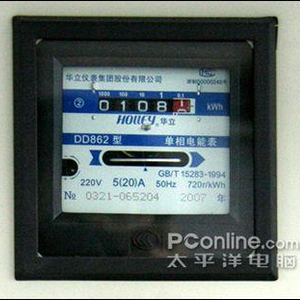 华立仪表集团股份有限公司
1000 100 10 1 0.1
② 0108 kWh
HOLLEY 华立
DD862 型 单相电能表
GB/T 15283-1994
220V 5(20)A 50Hz 720r/kWh
№ 0321-065204 2007 年
PConline.com
太平洋电脑